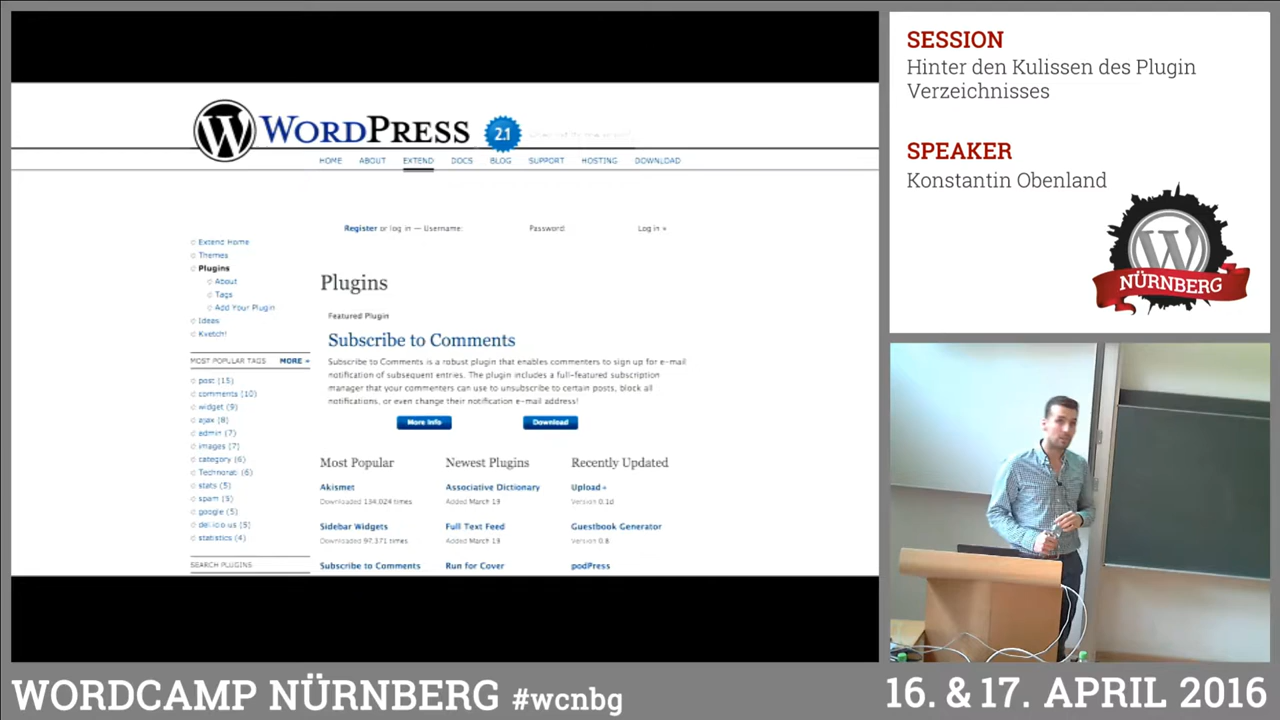 WORDPRESS
2.1
HOME ABOUT EXTEND DOCS BLOG SUPPORT HOSTING DOWNLOAD
Register or log in — Username: Password: Log in »
Extend Home
Themes
Plugins
About
Tags
Add Your Plugin
Ideas
Kvetch!
MOST POPULAR TAGS MORE »
post (15)
comments (10)
widget (9)
ajax (8)
admin (7)
images (7)
category (6)
Technorati (6)
stats (5)
spam (5)
google (5)
del.icio.us (5)
statistics (4)
SEARCH PLUGINS
Plugins
Featured Plugin
Subscribe to Comments
Subscribe to Comments is a robust plugin that enables commenters to sign up for e-mail
notification of subsequent entries. The plugin includes a full-featured subscription
manager that your commenters can use to unsubscribe to certain posts, block all
notifications, or even change their notification e-mail address!
More Info Download
Most Popular Newest Plugins Recently Updated
Akismet Associative Dictionary Upload+
Downloaded 134,024 times Added March 19 Version 0.1d
Sidebar Widgets Full Text Feed Guestbook Generator
Downloaded 97,371 times Added March 19 Version 0.8
Subscribe to Comments Run for Cover podPress
SESSION
Hinter den Kulissen des Plugin
Verzeichnisses
SPEAKER
Konstantin Obenland
NÜRNBERG
WORDCAMP NÜRNBERG #wcnbg
16. & 17. APRIL 2016